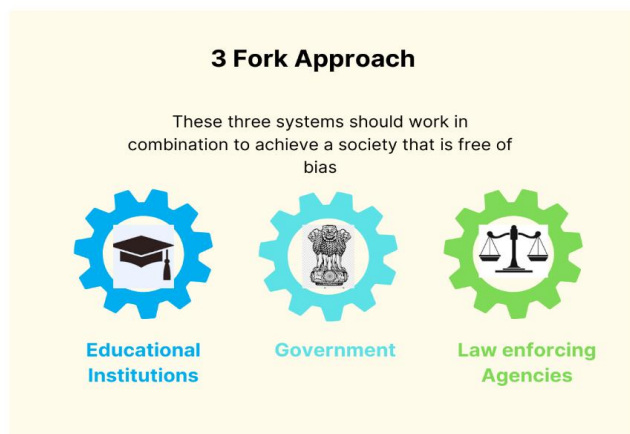 3 Fork Approach
These three systems should work in
combination to achieve a society that is free of
bias
Educational
Institutions
Government
Law enforcing
Agencies